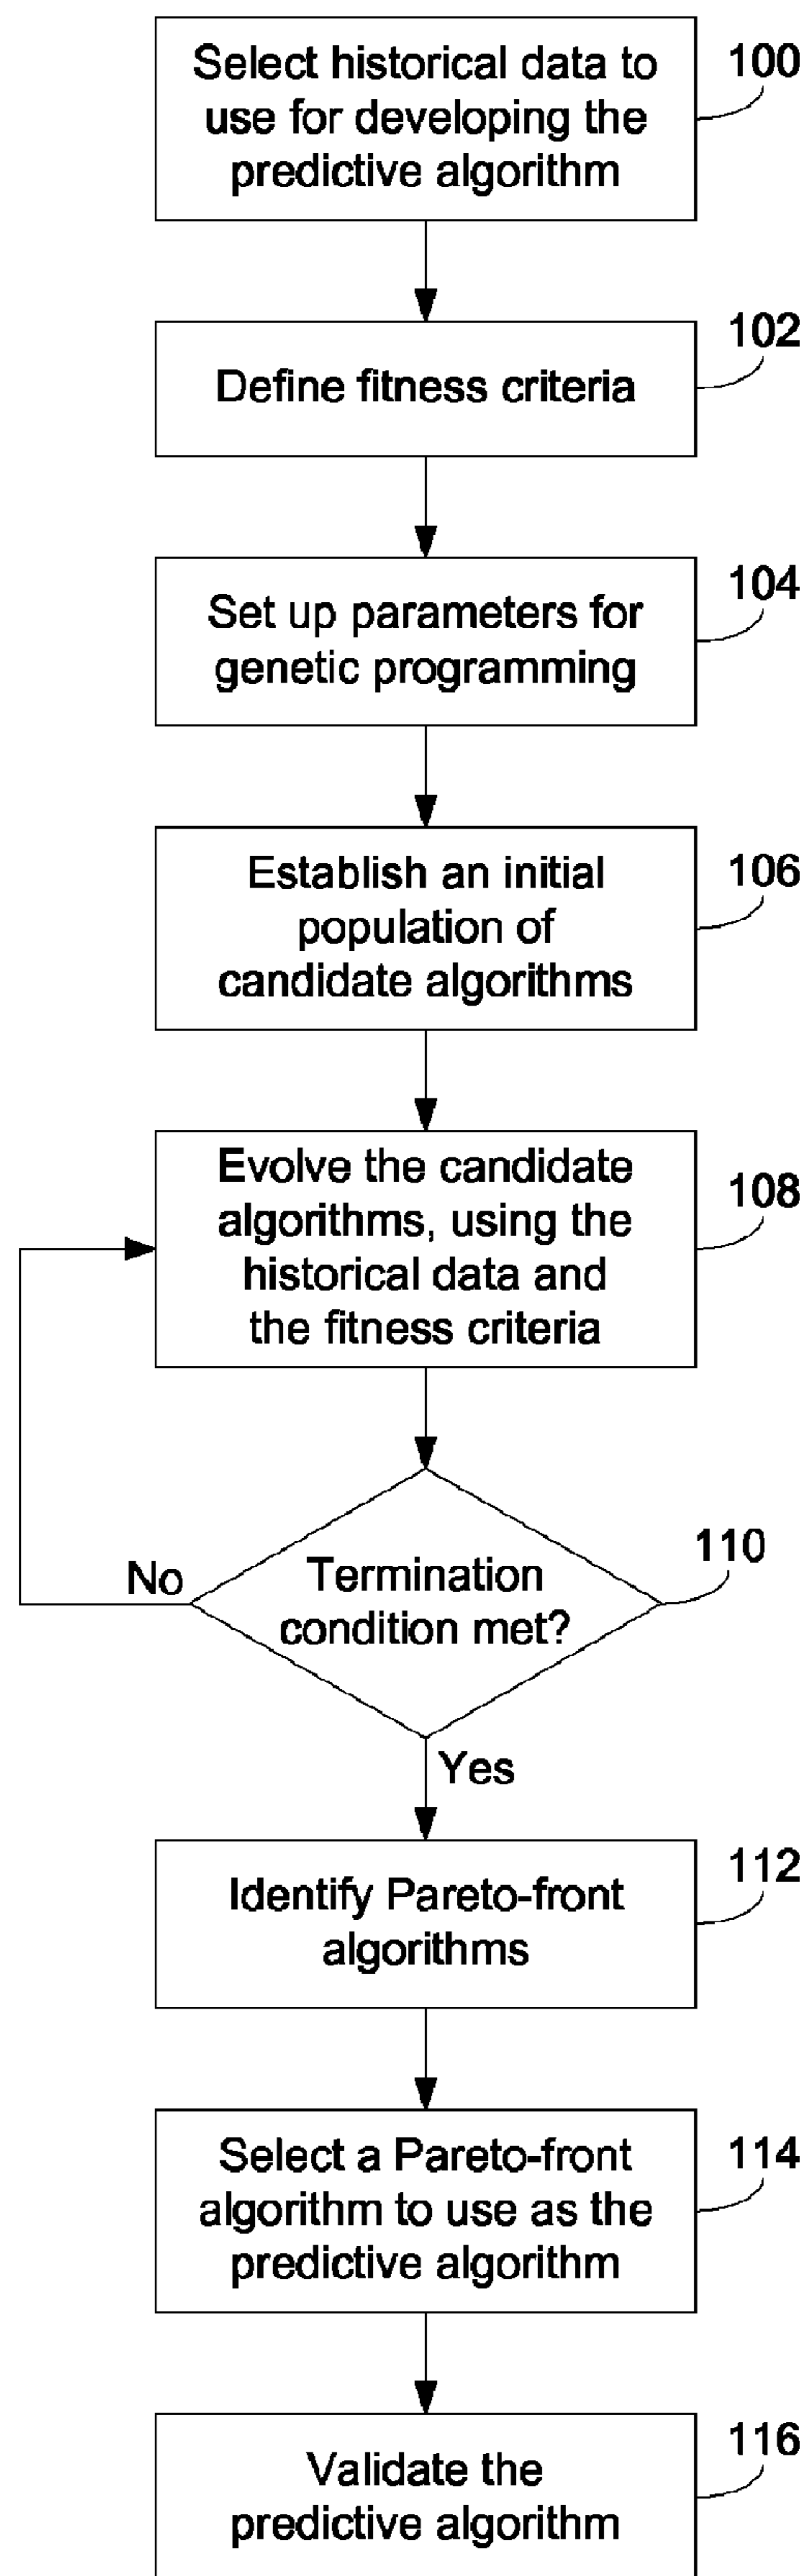 Select historical data to
use for developing the
predictive algorithm
100
Define fitness criteria
102
Set up parameters for
genetic programming
104
Establish an initial
population of
candidate algorithms
106
Evolve the candidate
algorithms, using the
historical data and
the fitness criteria
108
Termination
condition met?
110
No
Yes
Identify Pareto-front
algorithms
112
Select a Pareto-front
algorithm to use as the
predictive algorithm
114
Validate the
predictive algorithm
116